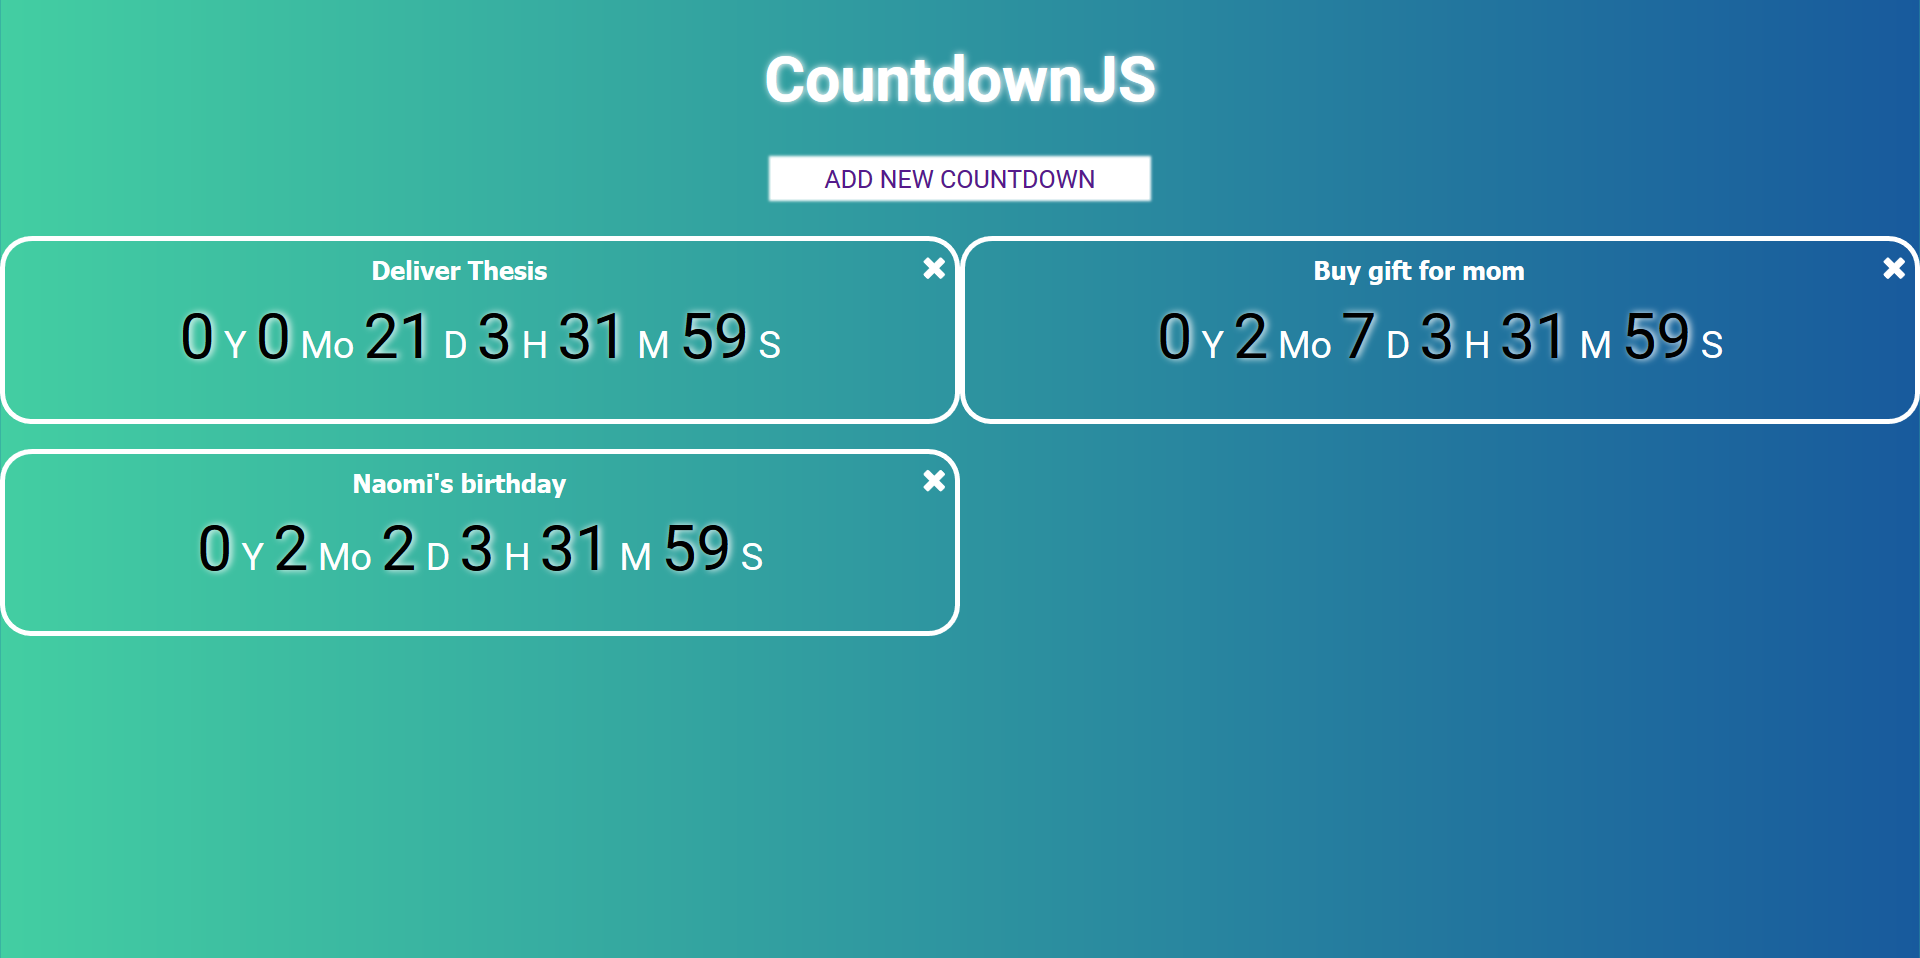 CountdownJS
ADD NEW COUNTDOWN
Deliver Thesis
0 Y 0 Mo 21 D 3 H 31 M 59 S
Buy gift for mom
0 Y 2 Mo 7 D 3 H 31 M 59 S
Naomi's birthday
0 Y 2 Mo 2 D 3 H 31 M 59 S